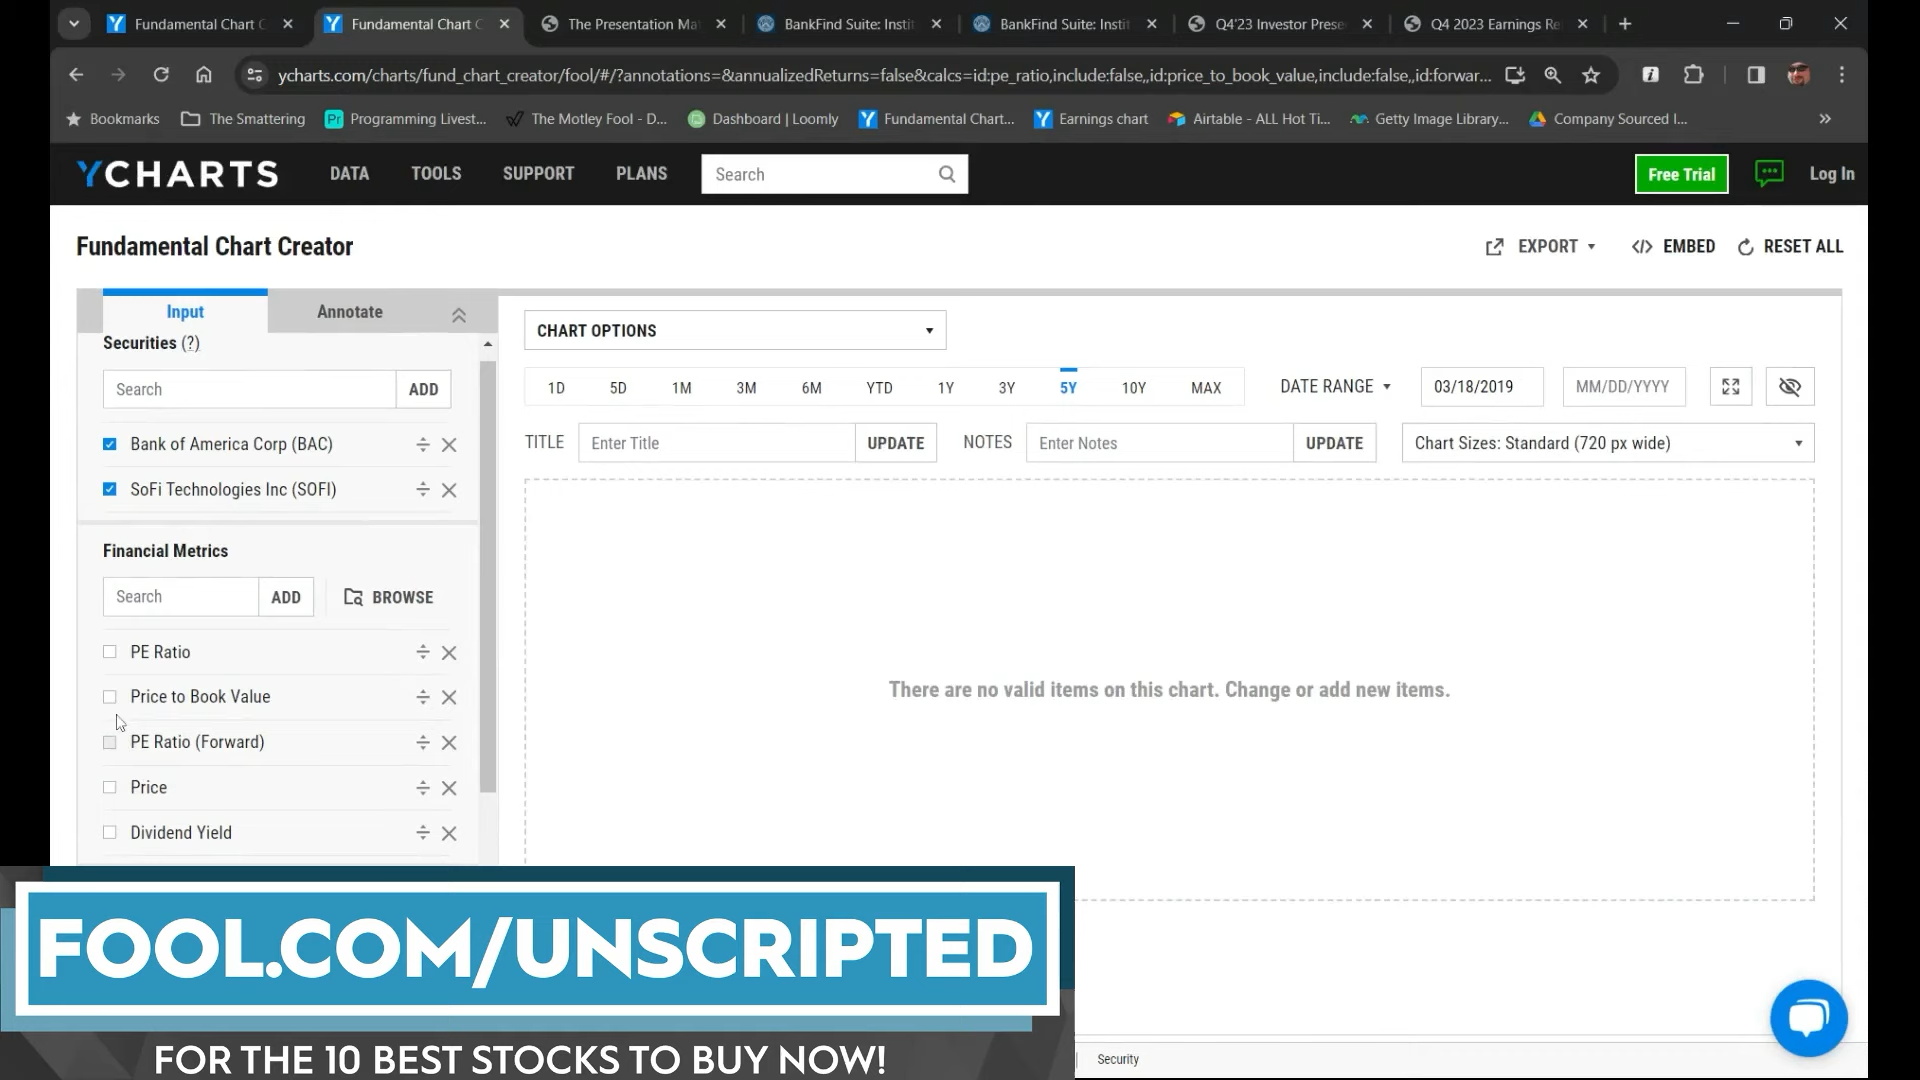 Fundamental Chart C
Fundamental Chart C
The Presentation Mat
BankFind Suite: Instit
BankFind Suite: Instit
Q4'23 Investor Prese
Q4 2023 Earnings Re
ycharts.com/charts/fund_chart_creator/fool/#/?annotations=&annualizedReturns=false&calcs=id:pe_ratio,include:false,,id:price_to_book_value,include:false,,id:forwar...
Bookmarks
The Smattering
Pr
Programming Livest...
The Motley Fool - D...
Dashboard | Loomly
Fundamental Chart...
Earnings chart
Airtable - ALL Hot Ti...
Getty Image Library...
Company Sourced I...
YCHARTS
DATA
TOOLS
SUPPORT
PLANS
Search
Free Trial
Log In
Fundamental Chart Creator
EXPORT
EMBED
RESET ALL
Input
Annotate
Securities (?)
Search
ADD
Bank of America Corp (BAC)
SoFi Technologies Inc (SOFI)
Financial Metrics
Search
ADD
BROWSE
PE Ratio
Price to Book Value
PE Ratio (Forward)
Price
Dividend Yield
CHART OPTIONS
1D
5D
1M
3M
6M
YTD
1Y
3Y
5Y
10Y
MAX
DATE RANGE
03/18/2019
MM/DD/YYYY
TITLE
Enter Title
UPDATE
NOTES
Enter Notes
UPDATE
Chart Sizes: Standard (720 px wide)
There are no valid items on this chart. Change or add new items.
FOOL.COM/UNSCRIPTED
FOR THE 10 BEST STOCKS TO BUY NOW!
Security